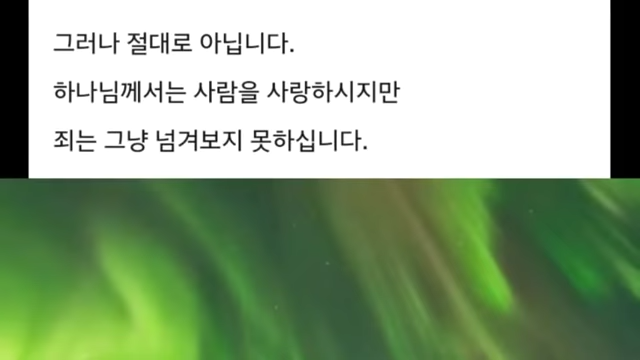 그러나 절대로 아닙니다.
하나님께서는 사람을 사랑하시지만
죄는 그냥 넘겨보지 못하십니다.